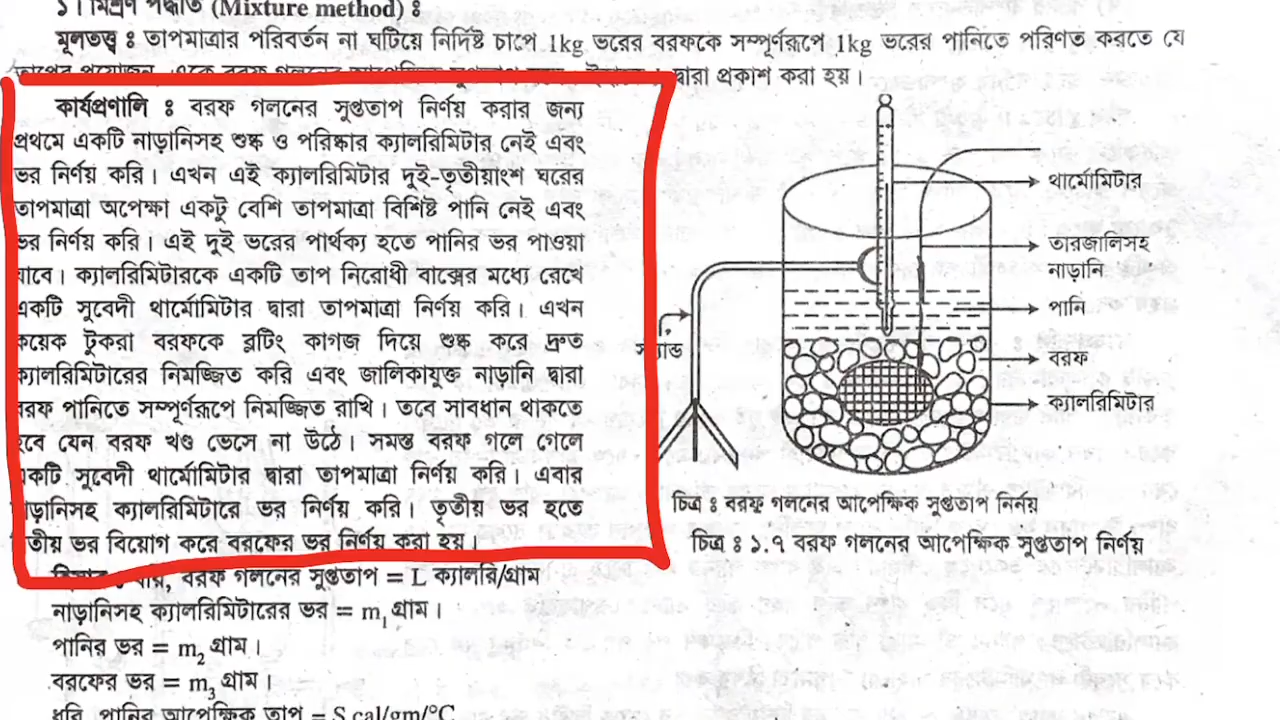 ১। মিশ্রণ পদ্ধতি (Mixture method) ঃ
মূলতত্ত্ব ঃ তাপমাত্রার পরিবর্তন না ঘটিয়ে নির্দিষ্ট চাপে 1kg ভরের বরফকে সম্পূর্ণরূপে 1kg ভরের পানিতে পরিণত করতে যে
দ্বারা প্রকাশ করা হয়।
কার্যপ্রণালি ঃ বরফ গলনের সুপ্ততাপ নির্ণয় করার জন্য
প্রথমে একটি নাড়ানিসহ শুষ্ক ও পরিষ্কার ক্যালরিমিটার নেই এবং
ভর নির্ণয় করি। এখন এই ক্যালরিমিটার দুই-তৃতীয়াংশ ঘরের
তাপমাত্রা অপেক্ষা একটু বেশি তাপমাত্রা বিশিষ্ট পানি নেই এবং
ভর নির্ণয় করি। এই দুই ভরের পার্থক্য হতে পানির ভর পাওয়া
যাবে। ক্যালরিমিটারকে একটি তাপ নিরোধী বাক্সের মধ্যে রেখে
একটি সুবেদী থার্মোমিটার দ্বারা তাপমাত্রা নির্ণয় করি। এখন
কয়েক টুকরা বরফকে ব্লটিং কাগজ দিয়ে শুষ্ক করে দ্রুত
ক্যালরিমিটারের নিমজ্জিত করি এবং জালিকাযুক্ত নাড়ানি দ্বারা
বরফ পানিতে সম্পূর্ণরূপে নিমজ্জিত রাখি। তবে সাবধান থাকতে
হবে যেন বরফ খণ্ড ভেসে না উঠে। সমস্ত বরফ গলে গেলে
একটি সুবেদী থার্মোমিটার দ্বারা তাপমাত্রা নির্ণয় করি। এবার
নাড়ানিসহ ক্যালরিমিটারে ভর নির্ণয় করি। তৃতীয় ভর হতে
ভর বিয়োগ করে বরফের ভর নির্ণয় করা হয়।
থার্মোমিটার
তারজালিসহ
নাড়ানি
পানি
বরফ
ক্যালরিমিটার
স্ট্যান্ড
চিত্র ঃ বরফ গলনের আপেক্ষিক সুপ্ততাপ নির্নয়
চিত্র ঃ ১.৭ বরফ গলনের আপেক্ষিক সুপ্ততাপ নির্ণয়
ধরি, বরফ গলনের সুপ্ততাপ = L ক্যালরি/গ্রাম
নাড়ানিসহ ক্যালরিমিটারের ভর = m₁ গ্রাম।
পানির ভর = m₂ গ্রাম।
বরফের ভর = m₃ গ্রাম।
ধরি, পানির আপেক্ষিক তাপ = S cal/gm/°C